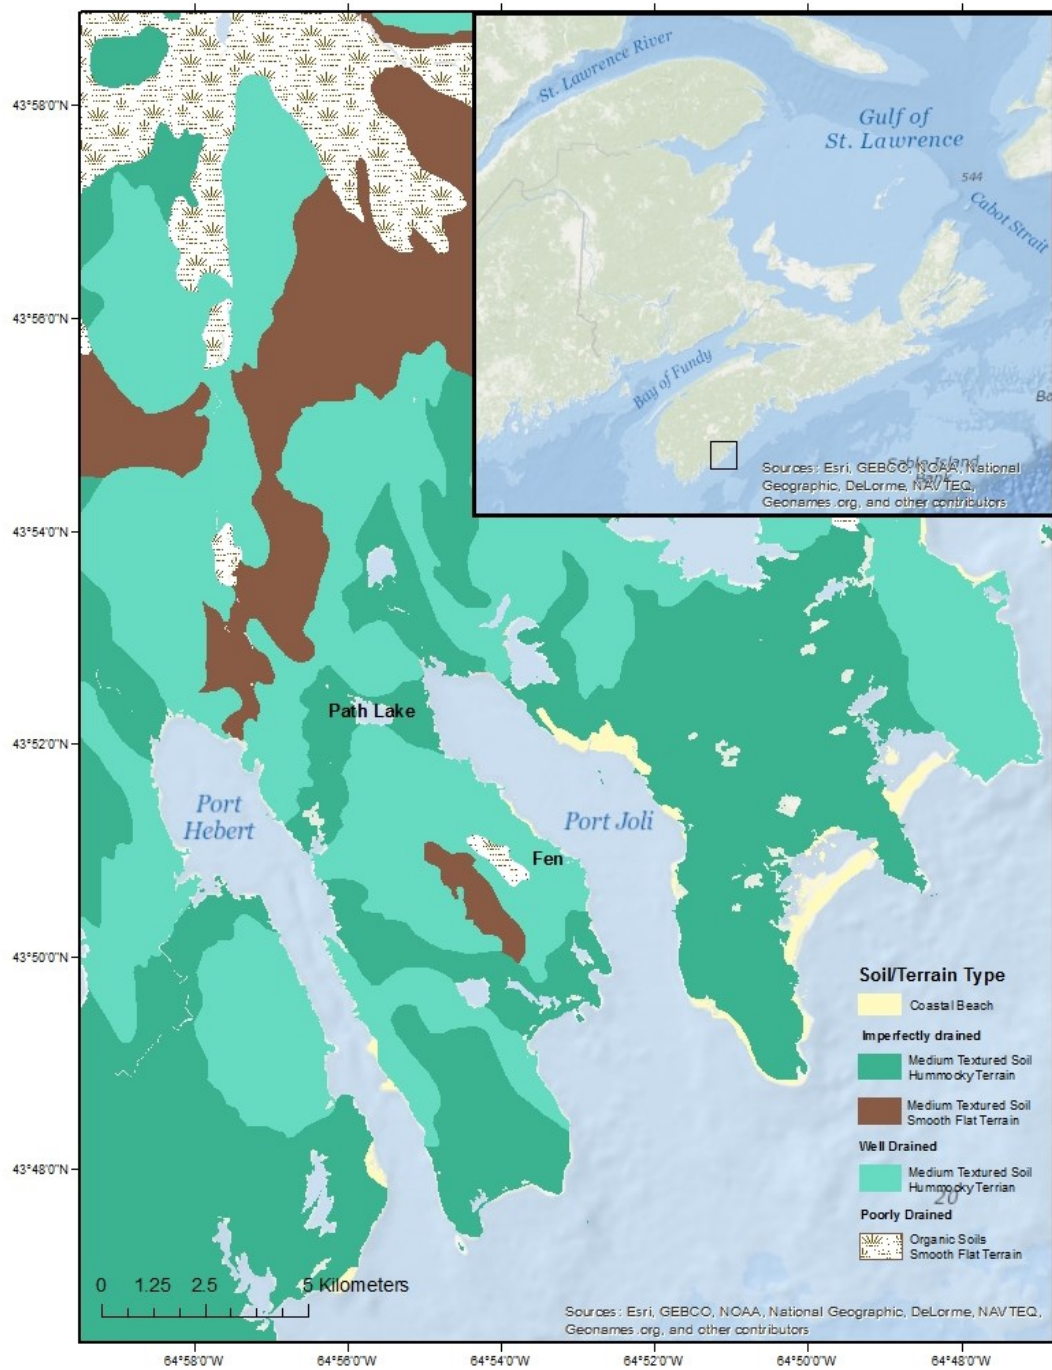 43°58'0"N
43°56'0"N
43°54'0"N
43°52'0"N
43°50'0"N
43°48'0"N
St. Lawrence River
Gulf of
St. Lawrence
544
Cabot Strait
Bay of Fundy
Ba
Sable Island
Bank
Sources: Esri, GEBCO, NOAA, National
Geographic, DeLorme, NAVTEQ,
Geonames.org, and other contributors
Path Lake
Port
Hebert
Port Joli
Fen
Soil/Terrain Type
Coastal Beach
Imperfectly drained
Medium Textured Soil
Hummocky Terrain
Medium Textured Soil
Smooth Flat Terrain
Well Drained
Medium Textured Soil
Hummocky Terrian
20
Poorly Drained
Organic Soils
Smooth Flat Terrain
0 1.25 2.5 5 Kilometers
Sources: Esri, GEBCO, NOAA, National Geographic, DeLorme, NAVTEQ,
Geonames.org, and other contributors
64°58'0"W 64°56'0"W 64°54'0"W 64°52'0"W 64°50'0"W 64°48'0"W